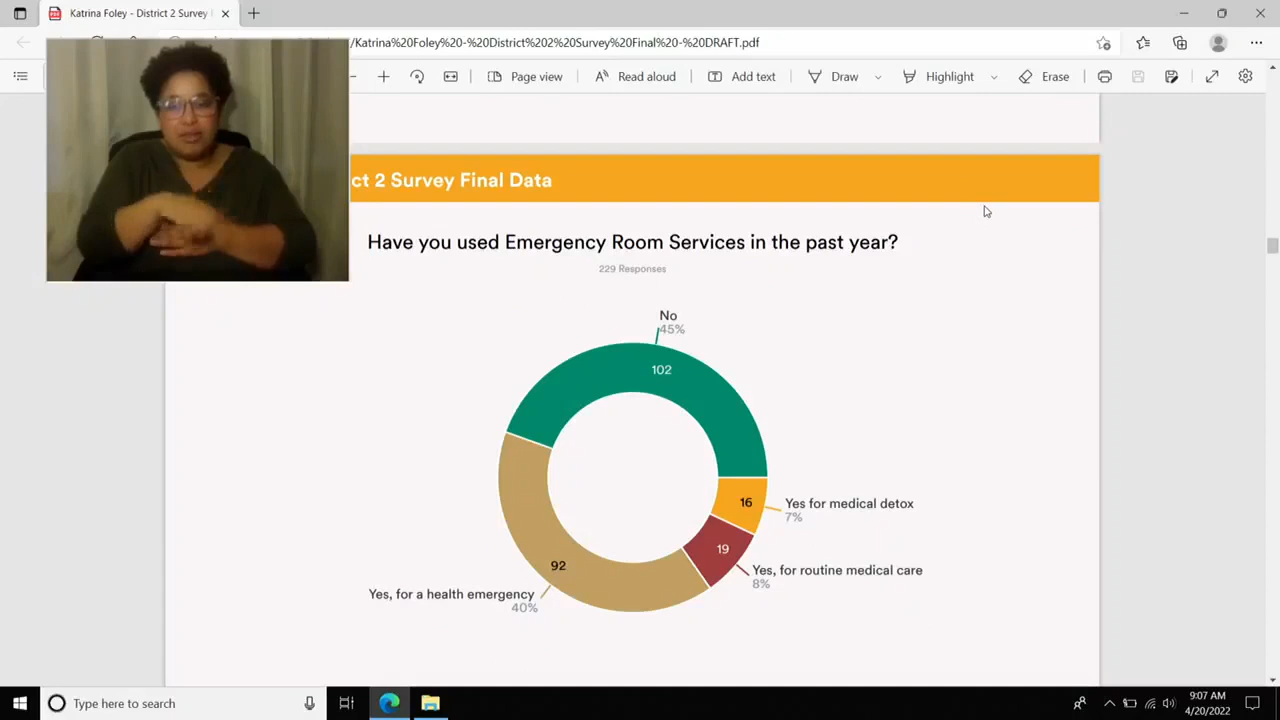 Katrina Foley - District 2 Survey
/Katrina%20Foley%20-%20District%202%20Survey%20Final%20-%20DRAFT.pdf
Page view
Read aloud
Add text
Draw
Highlight
Erase
ct 2 Survey Final Data
Have you used Emergency Room Services in the past year?
229 Responses
No
45%
102
16
Yes for medical detox
7%
19
Yes, for routine medical care
8%
92
Yes, for a health emergency
40%
Type here to search
9:07 AM
4/20/2022